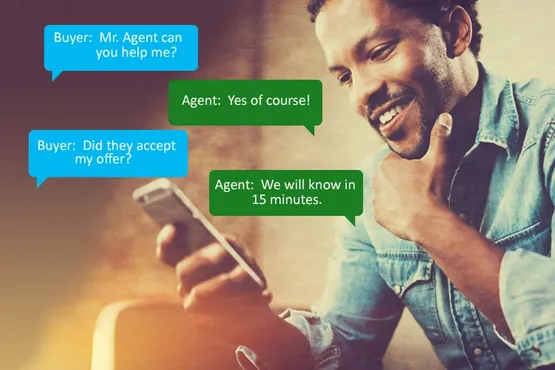 Buyer: Mr. Agent can
you help me?
Agent: Yes of course!
Buyer: Did they accept
my offer?
Agent: We will know in
15 minutes.